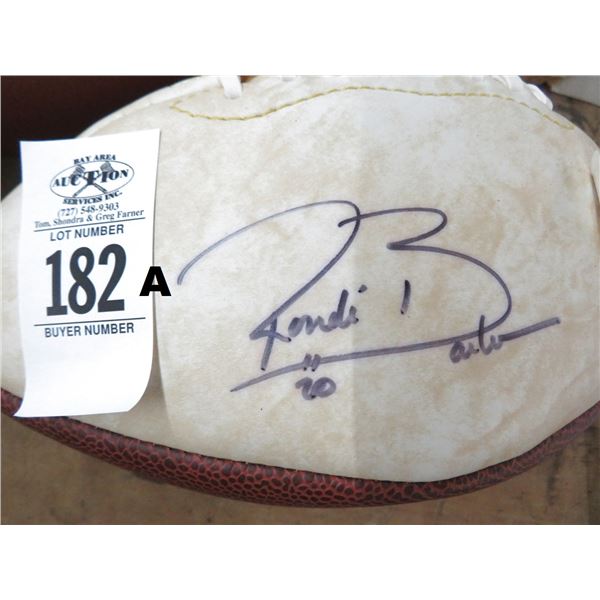 BAY AREA
AUCTION
SERVICES INC.
(727) 548-9303
Tom, Shondra & Greg Farner
LOT NUMBER
182 A
BUYER NUMBER
Rondé Barber
"20